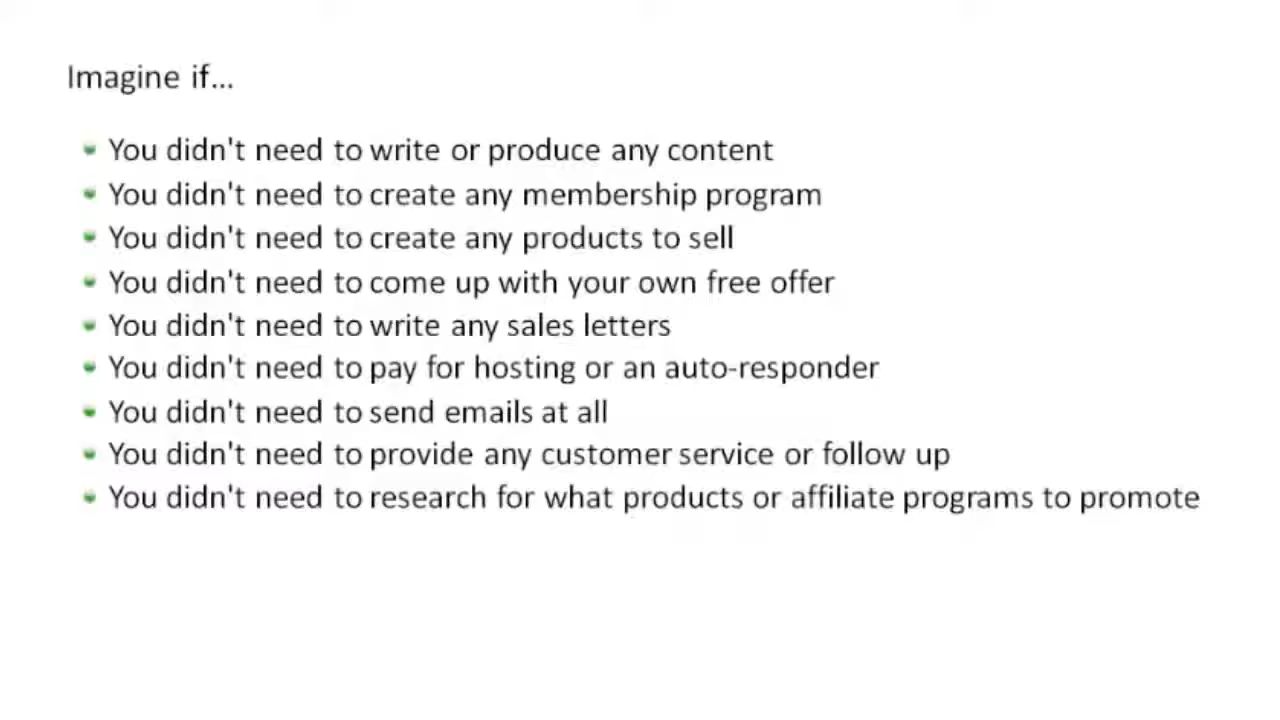 Imagine if...
You didn't need to write or produce any content
You didn't need to create any membership program
You didn't need to create any products to sell
You didn't need to come up with your own free offer
You didn't need to write any sales letters
You didn't need to pay for hosting or an auto-responder
You didn't need to send emails at all
You didn't need to provide any customer service or follow up
You didn't need to research for what products or affiliate programs to promote